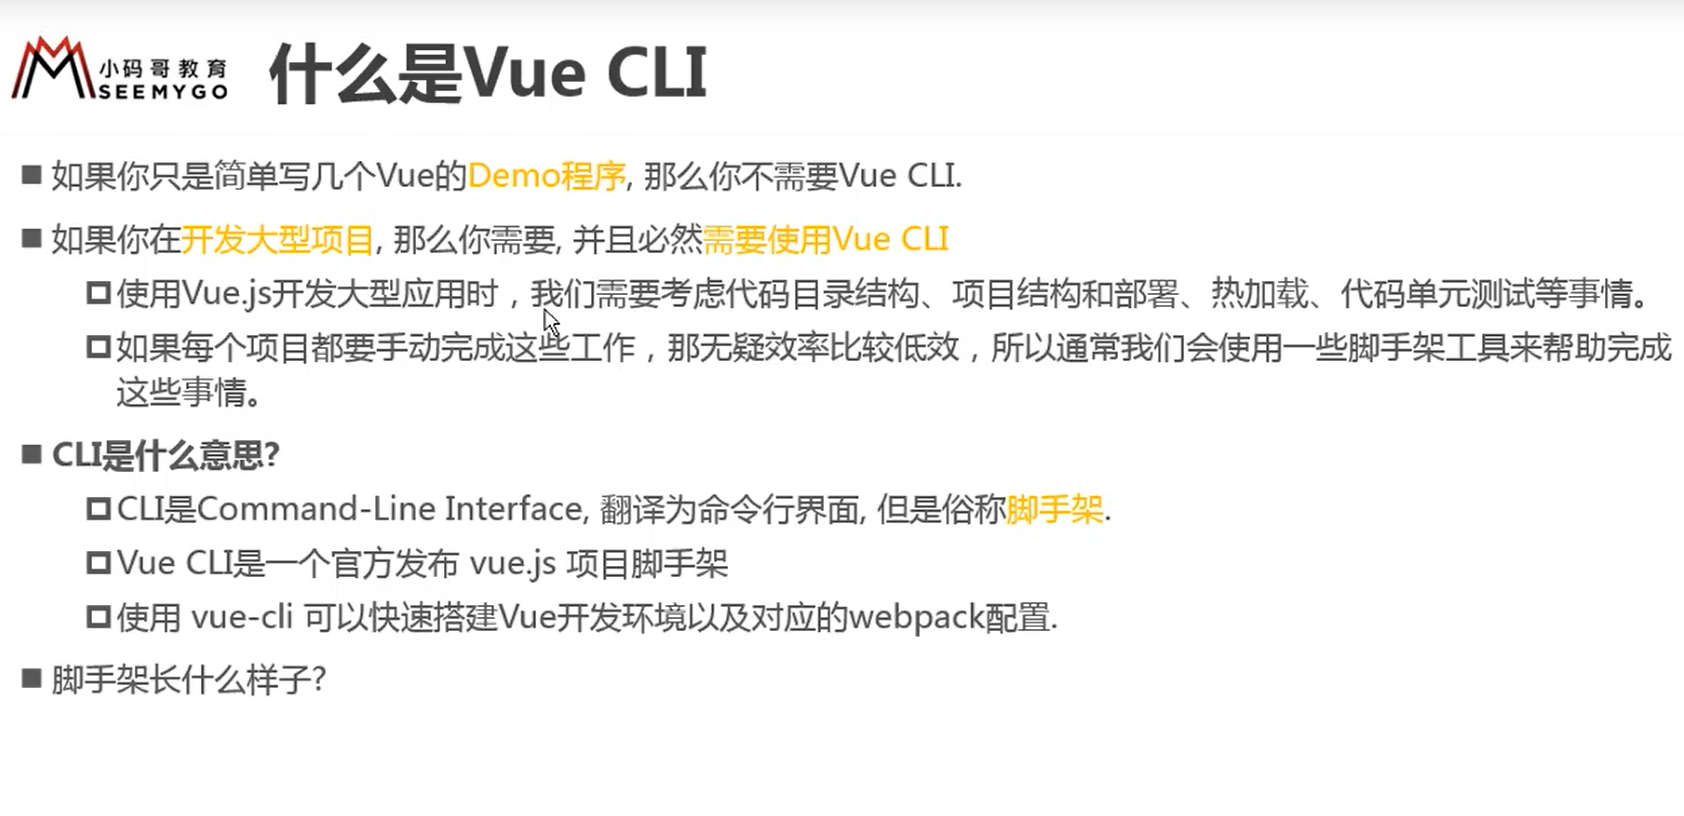 小码哥教育
SEEMYGO
什么是Vue CLI
如果你只是简单写几个Vue的Demo程序, 那么你不需要Vue CLI.
如果你在开发大型项目, 那么你需要, 并且必然需要使用Vue CLI
使用Vue.js开发大型应用时，我们需要考虑代码目录结构、项目结构和部署、热加载、代码单元测试等事情。
如果每个项目都要手动完成这些工作，那无疑效率比较低效，所以通常我们会使用一些脚手架工具来帮助完成
这些事情。
CLI是什么意思?
CLI是Command-Line Interface, 翻译为命令行界面, 但是俗称脚手架.
Vue CLI是一个官方发布 vue.js 项目脚手架
使用 vue-cli 可以快速搭建Vue开发环境以及对应的webpack配置.
脚手架长什么样子?